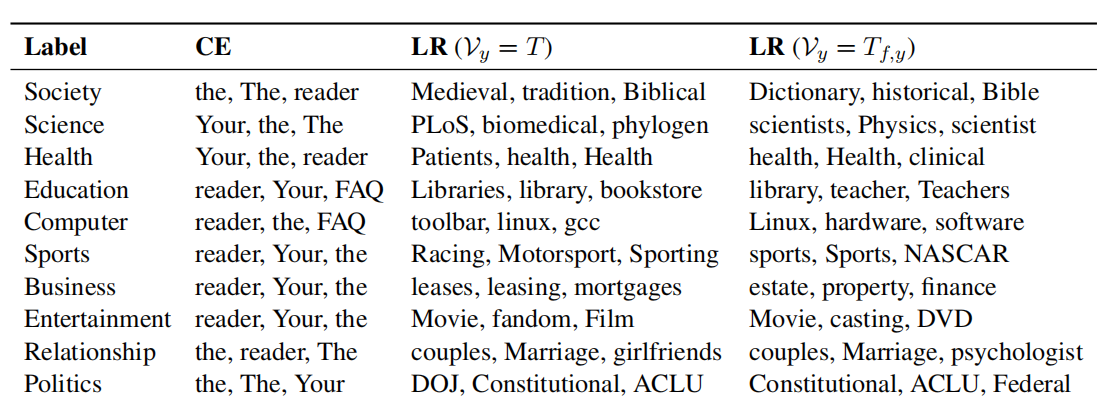 Label CE LR (𝒱y = T) LR (𝒱y = Tf,y)
Society the, The, reader Medieval, tradition, Biblical Dictionary, historical, Bible
Science Your, the, The PLoS, biomedical, phylogen scientists, Physics, scientist
Health Your, the, reader Patients, health, Health health, Health, clinical
Education reader, Your, FAQ Libraries, library, bookstore library, teacher, Teachers
Computer reader, the, FAQ toolbar, linux, gcc Linux, hardware, software
Sports reader, Your, the Racing, Motorsport, Sporting sports, Sports, NASCAR
Business reader, Your, the leases, leasing, mortgages estate, property, finance
Entertainment reader, Your, the Movie, fandom, Film Movie, casting, DVD
Relationship the, reader, The couples, Marriage, girlfriends couples, Marriage, psychologist
Politics the, The, Your DOJ, Constitutional, ACLU Constitutional, ACLU, Federal